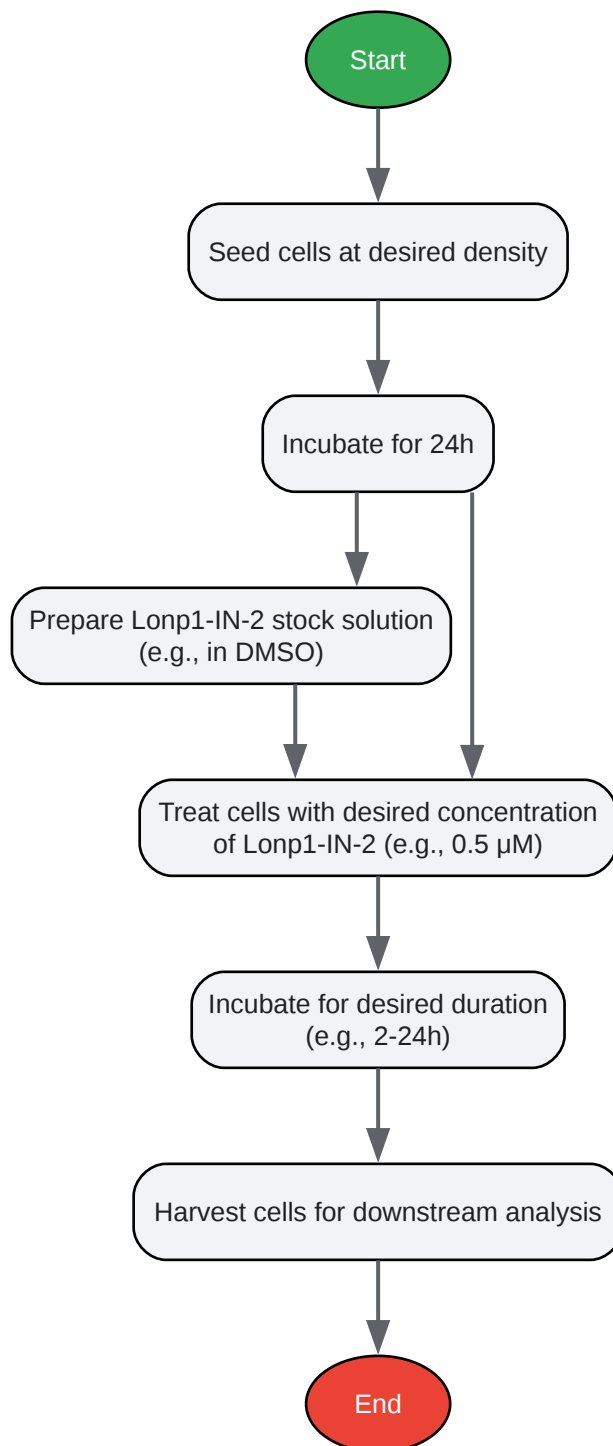 Start
Seed cells at desired density
Incubate for 24h
Prepare Lonp1-IN-2 stock solution
(e.g., in DMSO)
Treat cells with desired concentration
of Lonp1-IN-2 (e.g., 0.5 μM)
Incubate for desired duration
(e.g., 2-24h)
Harvest cells for downstream analysis
End